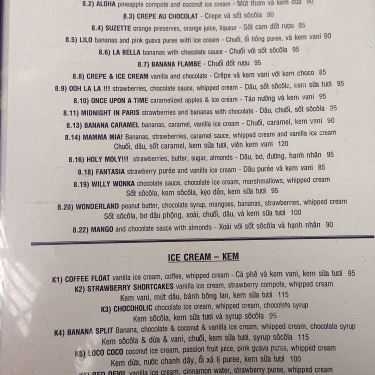 8.2) ALOHA pineapple compote and coconut ice cream - Mứt thơm và kem dừa 90
8.3) CREPE AU CHOCOLAT - Crepe và sốt sôcôla 90
8.4) SUZETTE orange preserves, orange juice, liqueur - Sốt cam đốt rượu 95
8.5) LILO bananas and pink guava puree with ice cream - Chuối, ổi hồng puree, và kem vani 90
8.6) LA BELLA bananas with chocolate sauce - Chuối với sốt sôcôla 95
8.7) BANANA FLAMBE - Chuối đốt rượu 95
8.8) CREPE & ICE CREAM vanilla and chocolate - Crêpe và kem vani với kem choco 85
8.9) OOH LA LA !!! strawberries, chocolate sauce, whipped cream - Dâu, sốt sôcôla, kem sữa tươi 95
8.10) ONCE UPON A TIME caramelized apples & ice cream - Táo nướng và kem vani 95
8.11) MIDNIGHT IN PARIS strawberries and bananas with chocolate - Dâu, chuối, sốt sôcôla 95
8.13) BANANA CARAMEL bananas, caramel, vanilla ice cream - Chuối, caramel, kem vani 90
8.14) MAMMA MIA! Bananas, strawberries, caramel sauce, whipped cream and vanilla ice cream
Chuối, dâu, sốt caramel, kem sữa tươi, viên kem vani 120
8.16) HOLY MOLY!!! strawberries, butter, sugar, almonds - Dâu, bơ, đường, hạnh nhân 95
8.18) FANTASIA strawberry purée and vanilla ice cream - Dâu purée và kem vani 85
8.19) WILLY WONKA chocolate sauce, chocolate ice cream, marshmallows, whipped cream
Sốt sôcôla, kem sôcôla, kẹo dẻo, kem sữa tươi 95
8.20) WONDERLAND peanut butter, chocolate syrup, mangoes, bananas, strawberries, whipped cream
Sốt sôcôla, bơ đậu phộng, xoài, chuối, dâu, và kem sữa tươi 100
8.22) MANGO and chocolate sauce with almonds - Xoài với sốt sôcôla và hạnh nhân 90
ICE CREAM – KEM
K1) COFFEE FLOAT vanilla ice cream, coffee, whipped cream - Cà phê và kem vani, kem sữa tươi 85
K2) STRAWBERRY SHORTCAKES vanilla ice cream, strawberry compote, whipped cream
Kem vani, mứt dâu, bánh bông lan, kem sữa tươi 115
K3) CHOCOHOLIC chocolate ice cream, whipped cream, chocolate syrup
Kem sôcôla, kem sữa tươi và syrup sôcôla 95
K4) BANANA SPLIT Banana, chocolate & coconut & vanilla ice cream, whipped cream, chocolate syrup
Kem sôcôla & dừa & vani, chuối, kem sữa tươi, syrup sôcôla 115
K5) LOCO COCO coconut ice cream, passion fruit juice, pink guava puree, whipped cream
Kem dừa, nước chanh dây, ổi xá lị puree, kem sữa tươi 100
RED DEVIL vanilla ice cream, cinnamon water, strawberry puree, whipped cream